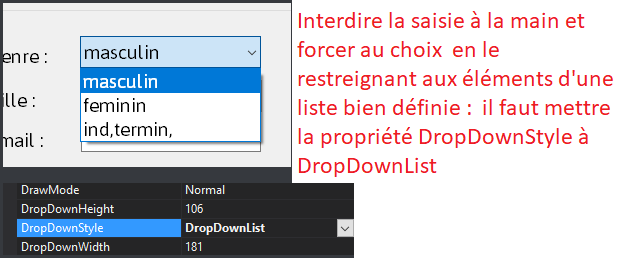 enre :
masculin
masculin
feminin
ind,termin,
ille :
mail :
Interdire la saisie à la main et
forcer au choix en le
restreignant aux éléments d'une
liste bien définie : il faut mettre
la propriété DropDownStyle à
DropDownList
DrawMode Normal
DropDownHeight 106
DropDownStyle DropDownList
DropDownWidth 181